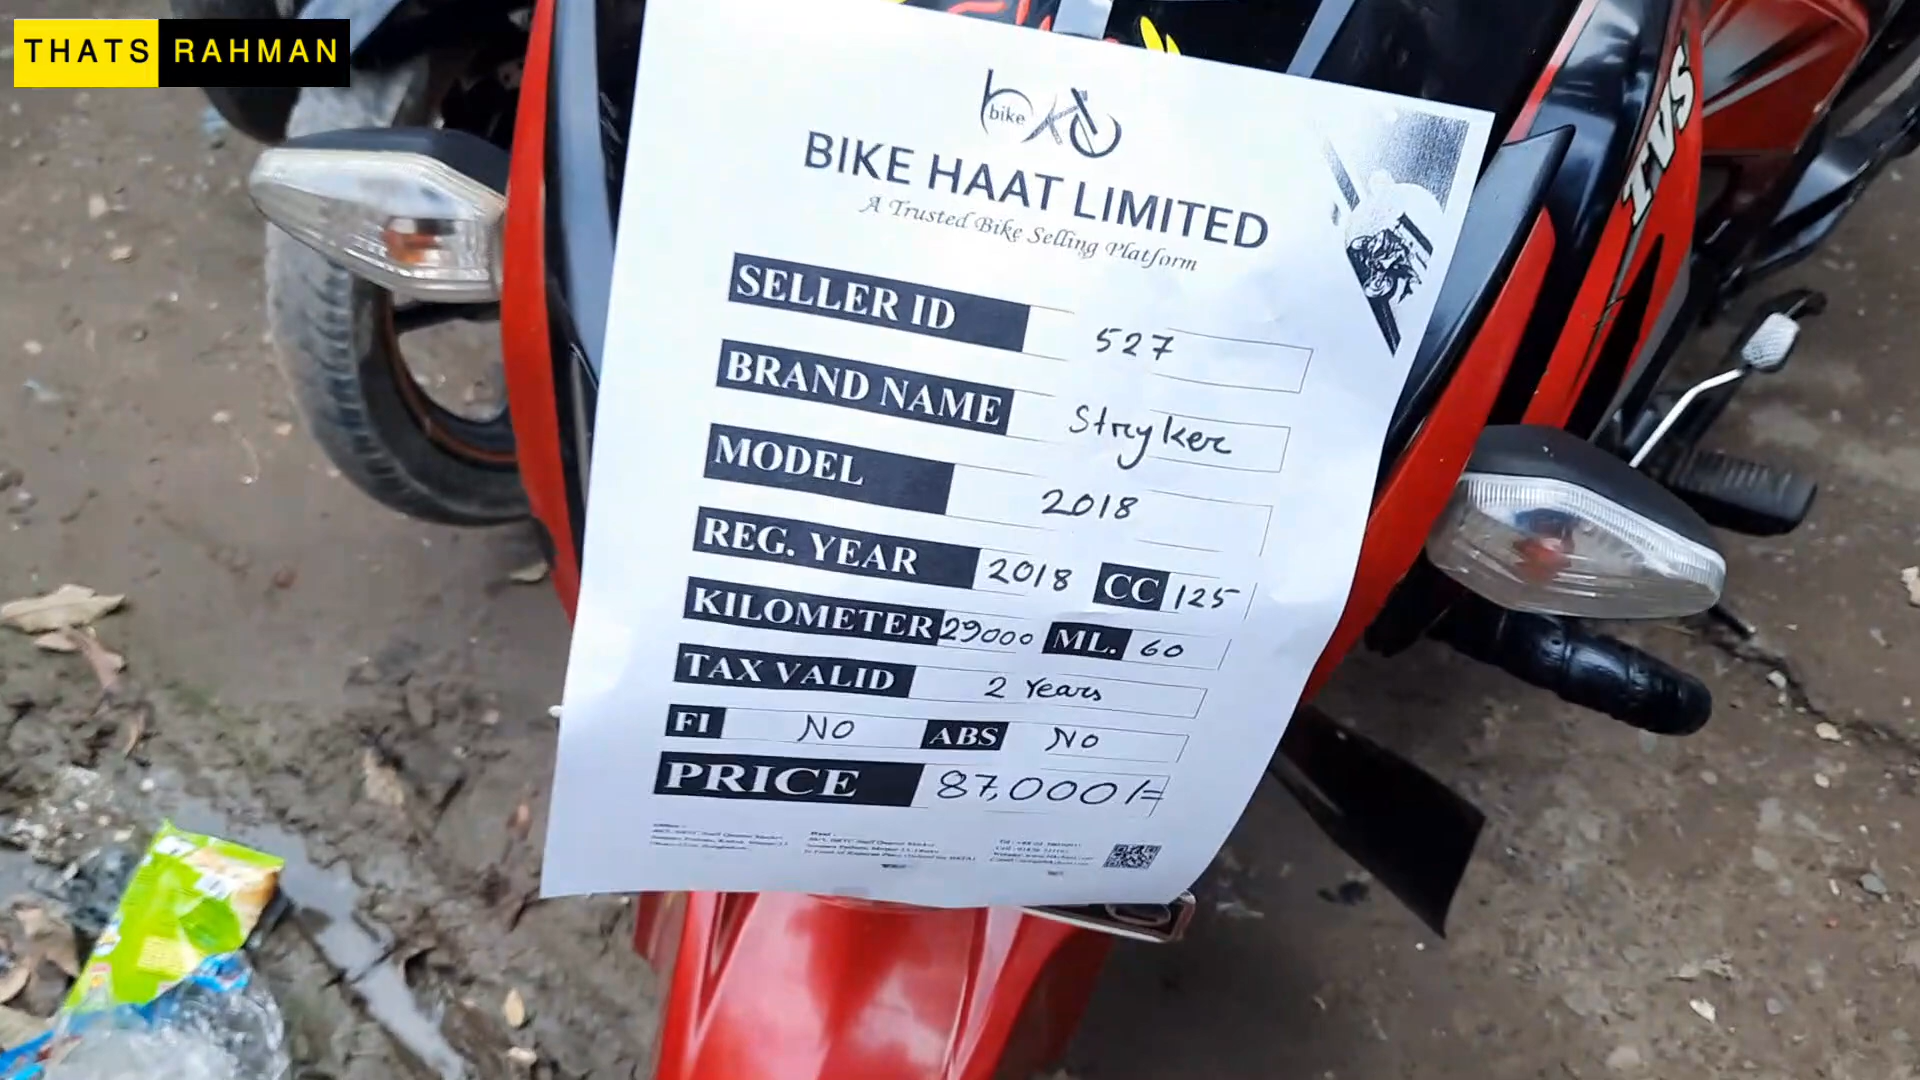 THATS RAHMAN
bike
BIKE HAAT LIMITED
A Trusted Bike Selling Platform
TVS
SELLER ID 527
BRAND NAME Stryker
MODEL 2018
REG. YEAR 2018 CC 125
KILOMETER 29000 ML. 60
TAX VALID 2 Years
FI NO ABS NO
PRICE 87,000/=